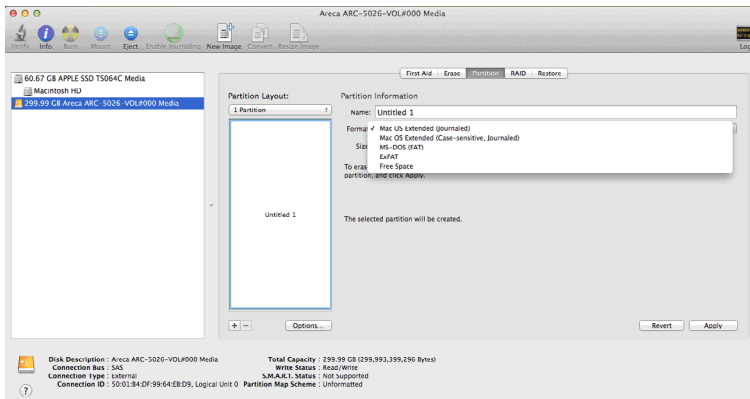 Areca ARC-5026-VOL#000 Media
Verify Info Burn Mount Eject Enable Journaling New Image Convert Resize Image
60.67 GB APPLE SSD TS064C Media
Macintosh HD
299.99 GB Areca ARC-5026-VOL#000 Media
First Aid Erase Partition RAID Restore
Partition Layout:
1 Partition
Untitled 1
+ − Options...
Partition Information
Name: Untitled 1
Forma ✓ Mac OS Extended (Journaled)
Mac OS Extended (Case-sensitive, Journaled)
MS-DOS (FAT)
ExFAT
Free Space
Size
To eras
partition, and click Apply.
The selected partition will be created.
Revert Apply
Disk Description : Areca ARC-5026-VOL#000 Media
Connection Bus : SAS
Connection Type : External
Connection ID : 50:01:B4:DF:99:64:EB:D9, Logical Unit 0
Total Capacity : 299.99 GB (299,993,399,296 Bytes)
Write Status : Read/Write
S.M.A.R.T. Status : Not Supported
Partition Map Scheme : Unformatted
?